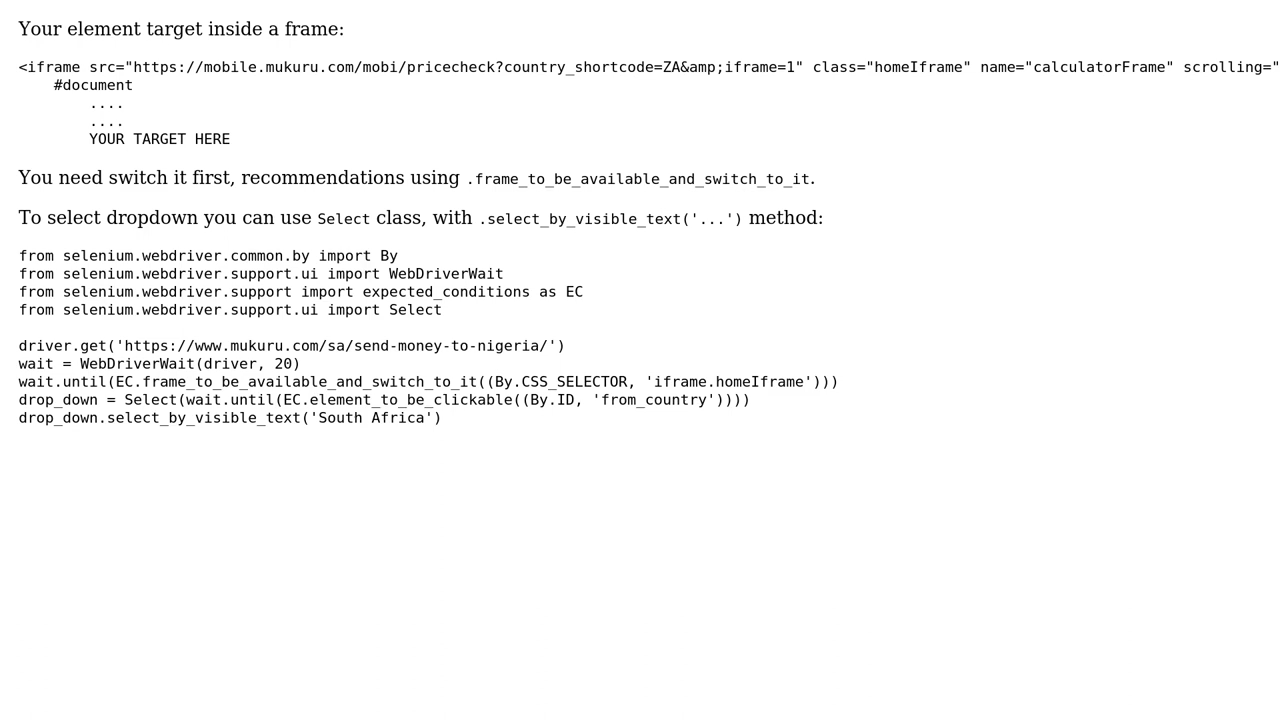 Your element target inside a frame:
<iframe src="https://mobile.mukuru.com/mobi/pricecheck?country_shortcode=ZA&amp;iframe=1" class="homeIframe" name="calculatorFrame" scrolling="
    #document
        ....
        ....
        YOUR TARGET HERE
You need switch it first, recommendations using .frame_to_be_available_and_switch_to_it.
To select dropdown you can use Select class, with .select_by_visible_text('...') method:
from selenium.webdriver.common.by import By
from selenium.webdriver.support.ui import WebDriverWait
from selenium.webdriver.support import expected_conditions as EC
from selenium.webdriver.support.ui import Select
driver.get('https://www.mukuru.com/sa/send-money-to-nigeria/')
wait = WebDriverWait(driver, 20)
wait.until(EC.frame_to_be_available_and_switch_to_it((By.CSS_SELECTOR, 'iframe.homeIframe')))
drop_down = Select(wait.until(EC.element_to_be_clickable((By.ID, 'from_country'))))
drop_down.select_by_visible_text('South Africa')